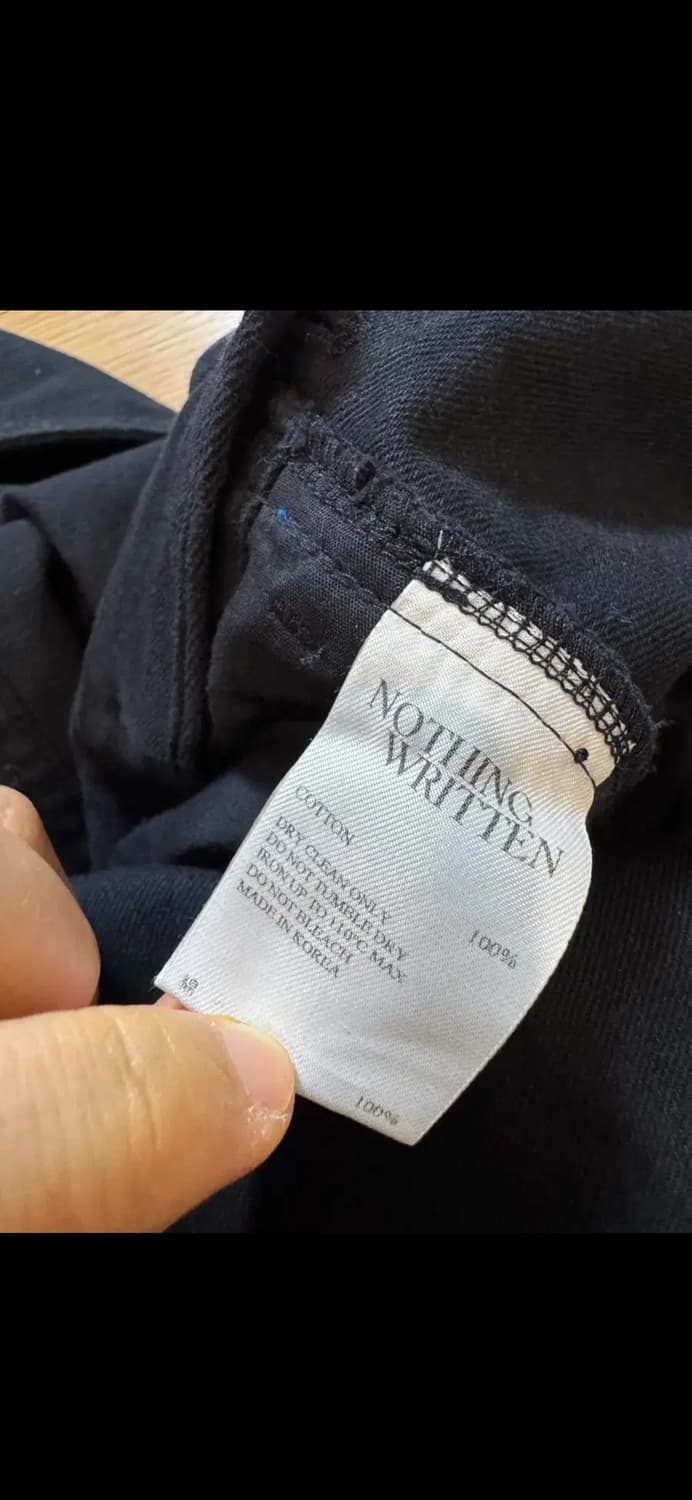 NOTHING
WRITTEN
COTTON 100%
DRY CLEAN ONLY
DO NOT TUMBLE DRY
IRON UP TO 110°C MAX
DO NOT BLEACH
MADE IN KOREA
100%